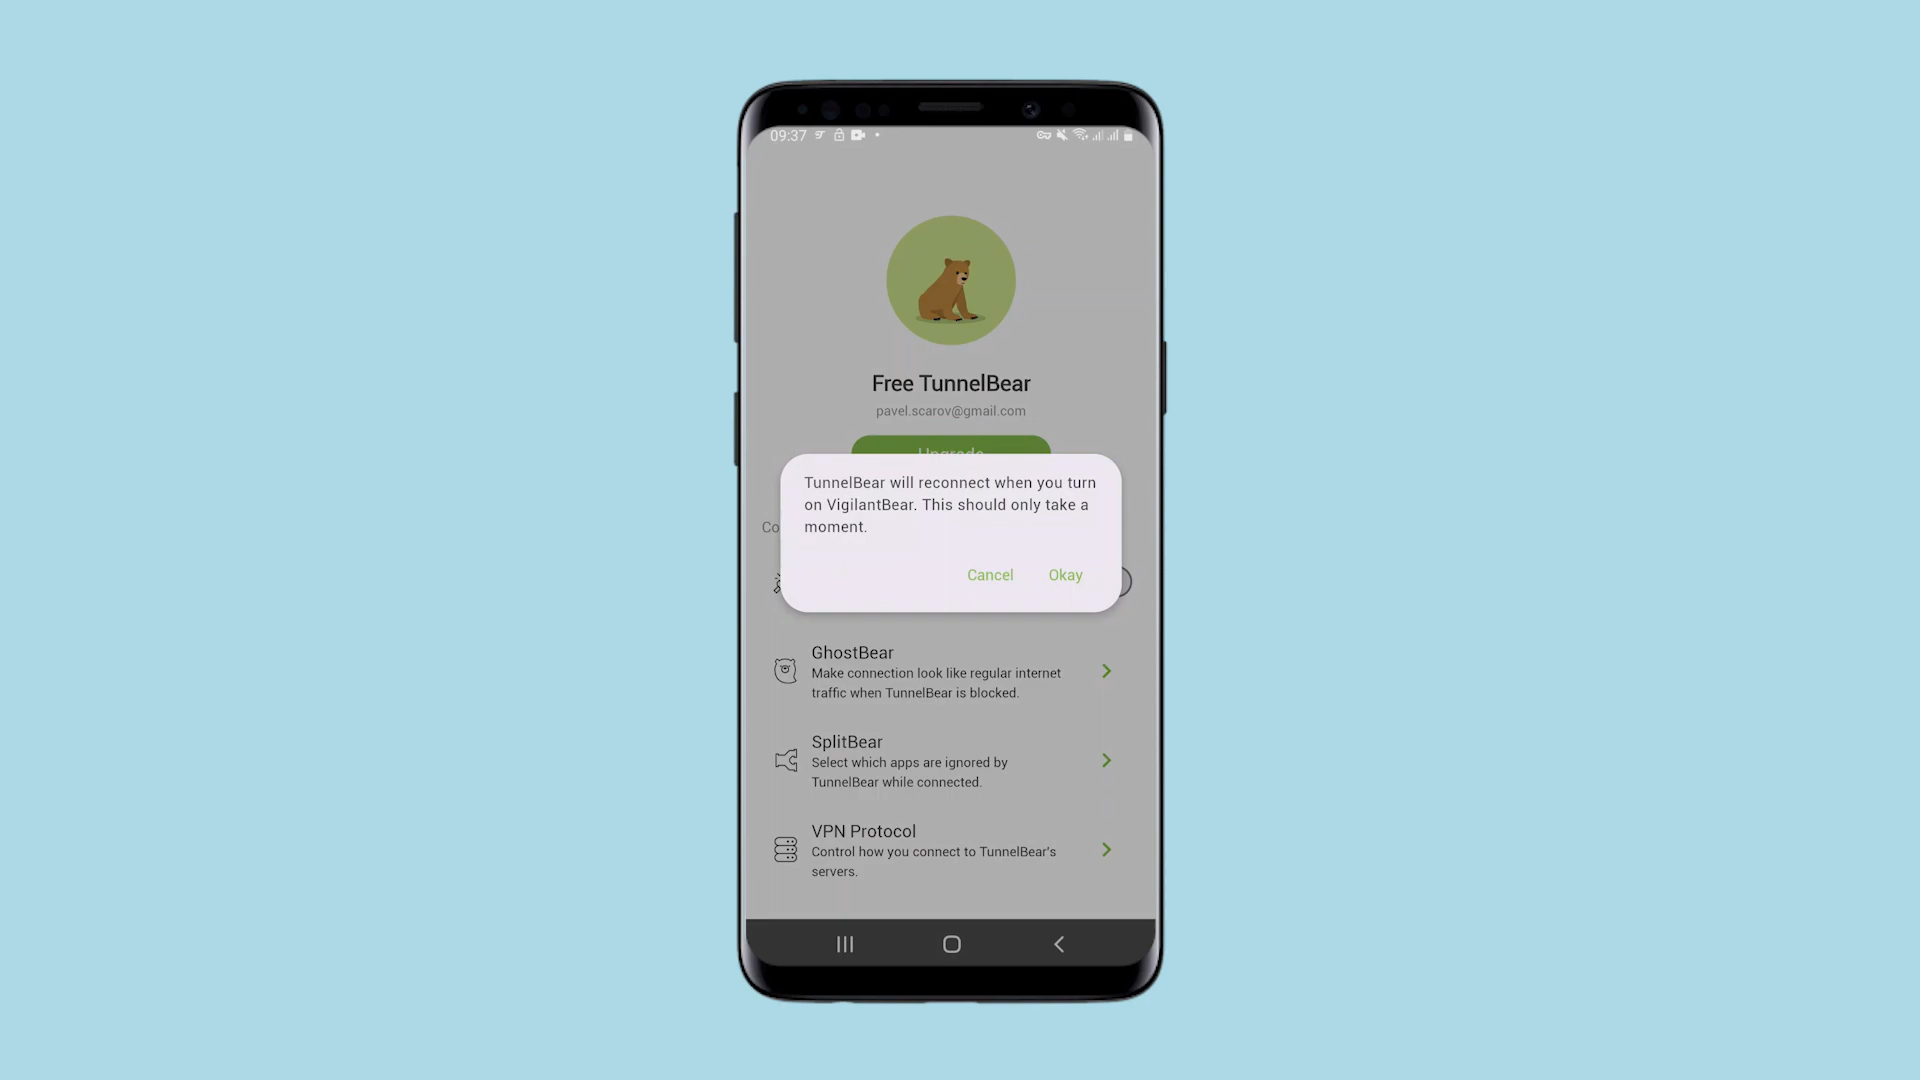 09:37
Free TunnelBear
pavel.scarov@gmail.com
Upgrade
TunnelBear will reconnect when you turn
on VigilantBear. This should only take a
moment.
Co
Cancel Okay
GhostBear
Make connection look like regular internet
traffic when TunnelBear is blocked.
SplitBear
Select which apps are ignored by
TunnelBear while connected.
VPN Protocol
Control how you connect to TunnelBear's
servers.